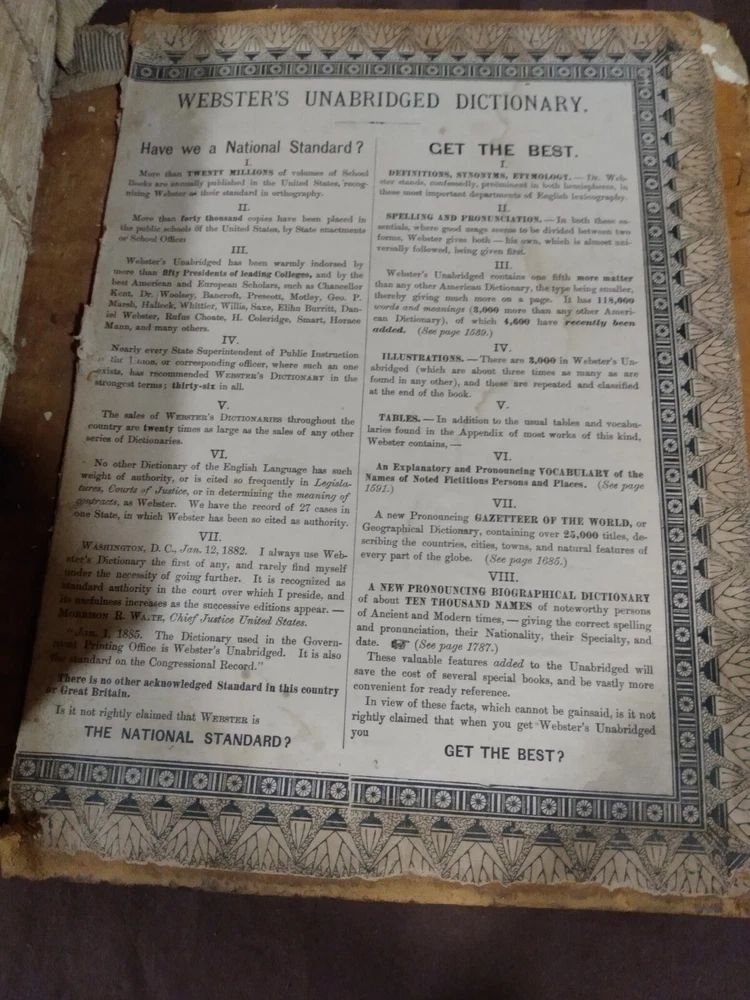 WEBSTER'S UNABRIDGED DICTIONARY.
Have we a National Standard?
I.
More than TWENTY MILLIONS of volumes of School
Books are annually published in the United States, recog-
nizing Webster as their standard in orthography.
II.
More than forty thousand copies have been placed in
the public schools of the United States, by State enactments
or School Officers
III.
Webster's Unabridged has been warmly indorsed by
more than fifty Presidents of leading Colleges, and by the
best American and European Scholars, such as Chancellor
Kent, Dr. Woolsey, Bancroft, Prescott, Motley, Geo. P.
Marsh, Halleck, Whittier, Willis, Saxe, Elihu Burritt, Dan-
iel Webster, Rufus Choate, H. Coleridge, Smart, Horace
Mann, and many others.
IV.
Nearly every State Superintendent of Public Instruction
in the Union, or corresponding officer, where such an one
exists, has recommended WEBSTER'S DICTIONARY in the
strongest terms; thirty-six in all.
V.
The sales of WEBSTER'S DICTIONARIES throughout the
country are twenty times as large as the sales of any other
series of Dictionaries.
VI.
No other Dictionary of the English Language has such
weight of authority, or is cited so frequently in Legisla-
tures, Courts of Justice, or in determining the meaning of
contracts, as Webster. We have the record of 27 cases in
one State, in which Webster has been so cited as authority.
VII.
WASHINGTON, D. C., Jan. 12, 1882. I always use Web-
ster's Dictionary the first of any, and rarely find myself
under the necessity of going further. It is recognized as
standard authority in the court over which I preside, and
its usefulness increases as the successive editions appear. —
MORRISON R. WAITE, Chief Justice United States.
"Jan. 1, 1885. The Dictionary used in the Govern-
ment Printing Office is Webster's Unabridged. It is also
the standard on the Congressional Record."
There is no other acknowledged Standard in this country
or Great Britain.
Is it not rightly claimed that WEBSTER is
THE NATIONAL STANDARD?
GET THE BEST.
I.
DEFINITIONS, SYNONYMS, ETYMOLOGY. — Dr. Web-
ster stands, confessedly, preëminent in both hemispheres, in
these most important departments of English lexicography.
II.
SPELLING AND PRONUNCIATION. — In both these es-
sentials, where good usage seems to be divided between two
forms, Webster gives both — his own, which is almost uni-
versally followed, being given first.
III.
Webster's Unabridged contains one fifth more matter
than any other American Dictionary, the type being smaller,
thereby giving much more on a page. It has 118,000
words and meanings (3,000 more than any other Ameri-
can Dictionary), of which 4,600 have recently been
added. (See page 1539.)
IV.
ILLUSTRATIONS. — There are 3,000 in Webster's Un-
abridged (which are about three times as many as are
found in any other), and these are repeated and classified
at the end of the book.
V.
TABLES. — In addition to the usual tables and vocabu-
laries found in the Appendix of most works of this kind,
Webster contains, —
VI.
An Explanatory and Pronouncing VOCABULARY of the
Names of Noted Fictitious Persons and Places. (See page
1591.)
VII.
A new Pronouncing GAZETTEER OF THE WORLD, or
Geographical Dictionary, containing over 25,000 titles, de-
scribing the countries, cities, towns, and natural features of
every part of the globe. (See page 1685.)
VIII.
A NEW PRONOUNCING BIOGRAPHICAL DICTIONARY
of about TEN THOUSAND NAMES of noteworthy persons
of Ancient and Modern times, — giving the correct spelling
and pronunciation, their Nationality, their Specialty, and
date. ☞ (See page 1787.)
These valuable features added to the Unabridged will
save the cost of several special books, and be vastly more
convenient for ready reference.
In view of these facts, which cannot be gainsaid, is it not
rightly claimed that when you get Webster's Unabridged
you
GET THE BEST?